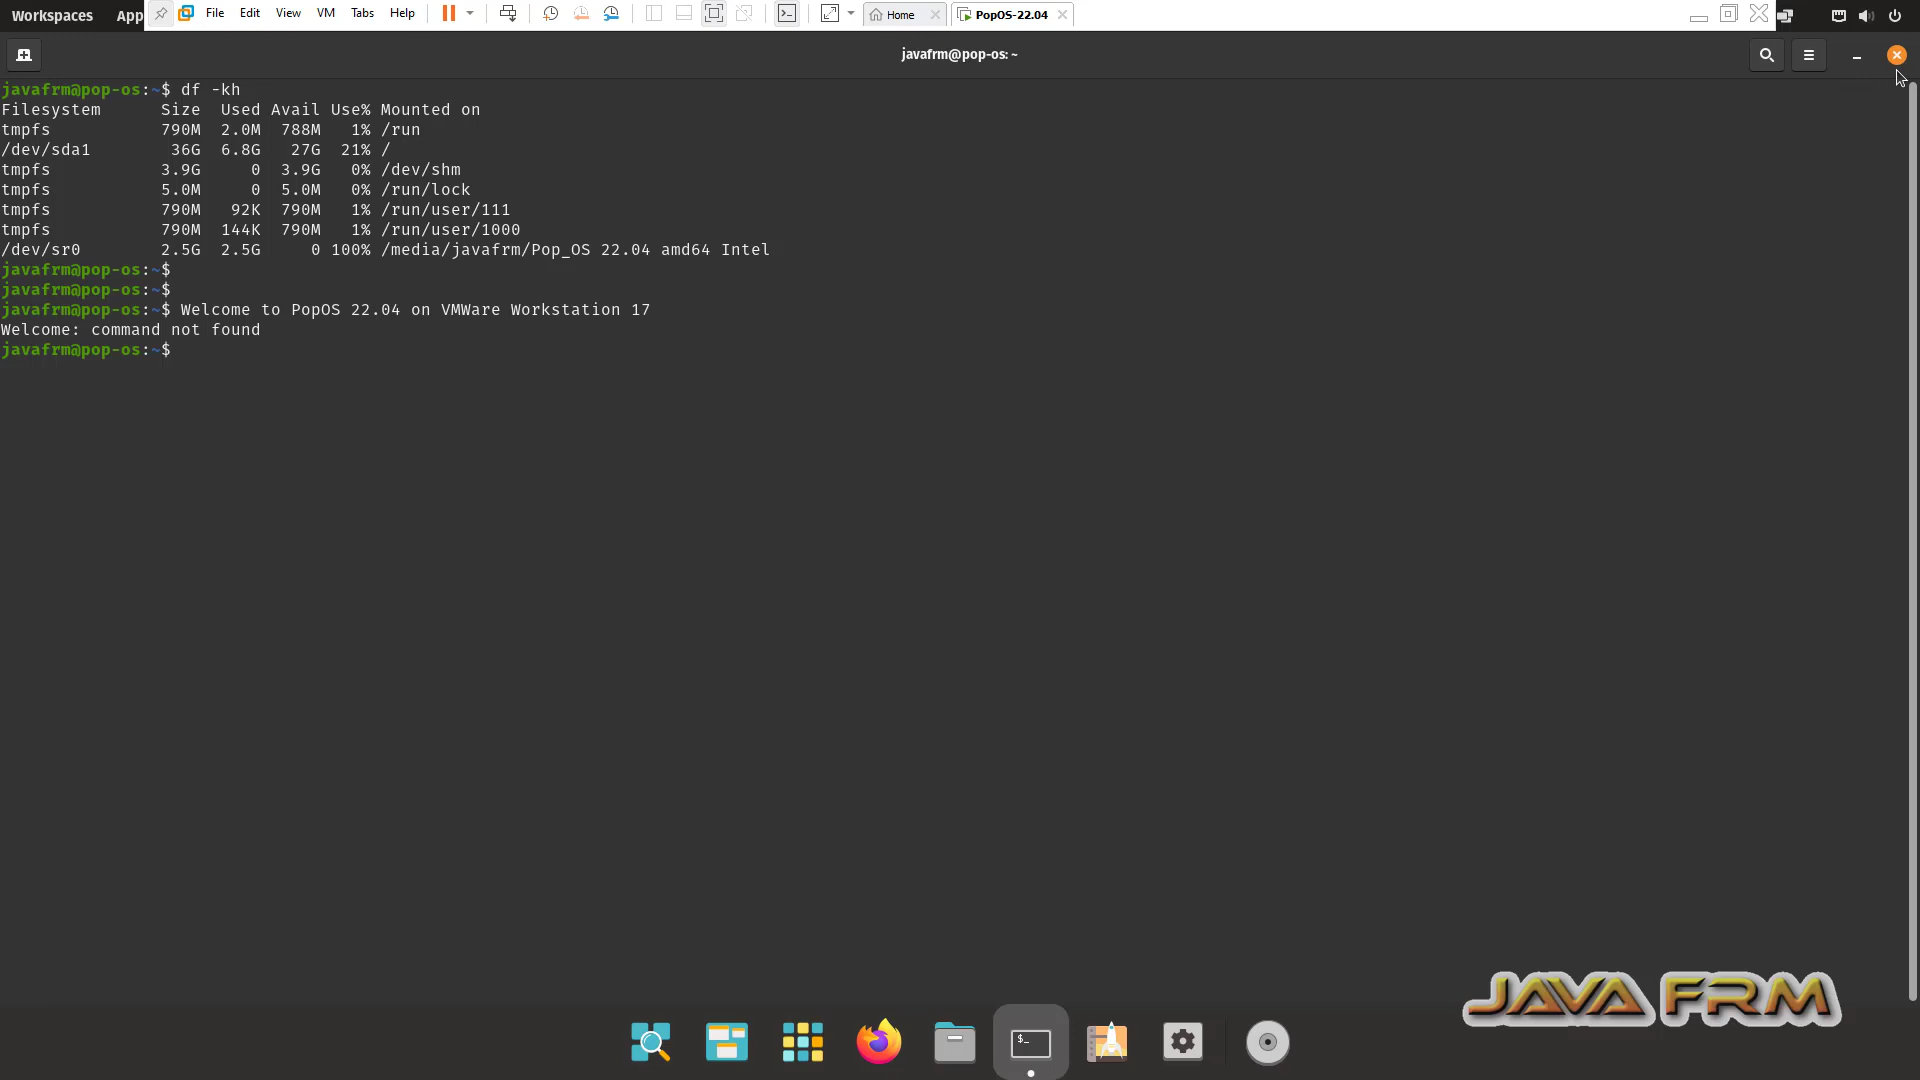 Workspaces App File Edit View VM Tabs Help Home PopOS-22.04
javafrm@pop-os: ~
javafrm@pop-os:~$ df -kh
Filesystem      Size  Used Avail Use% Mounted on
tmpfs           790M  2.0M  788M   1% /run
/dev/sda1        36G  6.8G   27G  21% /
tmpfs           3.9G     0  3.9G   0% /dev/shm
tmpfs           5.0M     0  5.0M   0% /run/lock
tmpfs           790M   92K  790M   1% /run/user/111
tmpfs           790M  144K  790M   1% /run/user/1000
/dev/sr0        2.5G  2.5G     0 100% /media/javafrm/Pop_OS 22.04 amd64 Intel
javafrm@pop-os:~$
javafrm@pop-os:~$
javafrm@pop-os:~$ Welcome to PopOS 22.04 on VMWare Workstation 17
Welcome: command not found
javafrm@pop-os:~$
JAVA FRM
$_